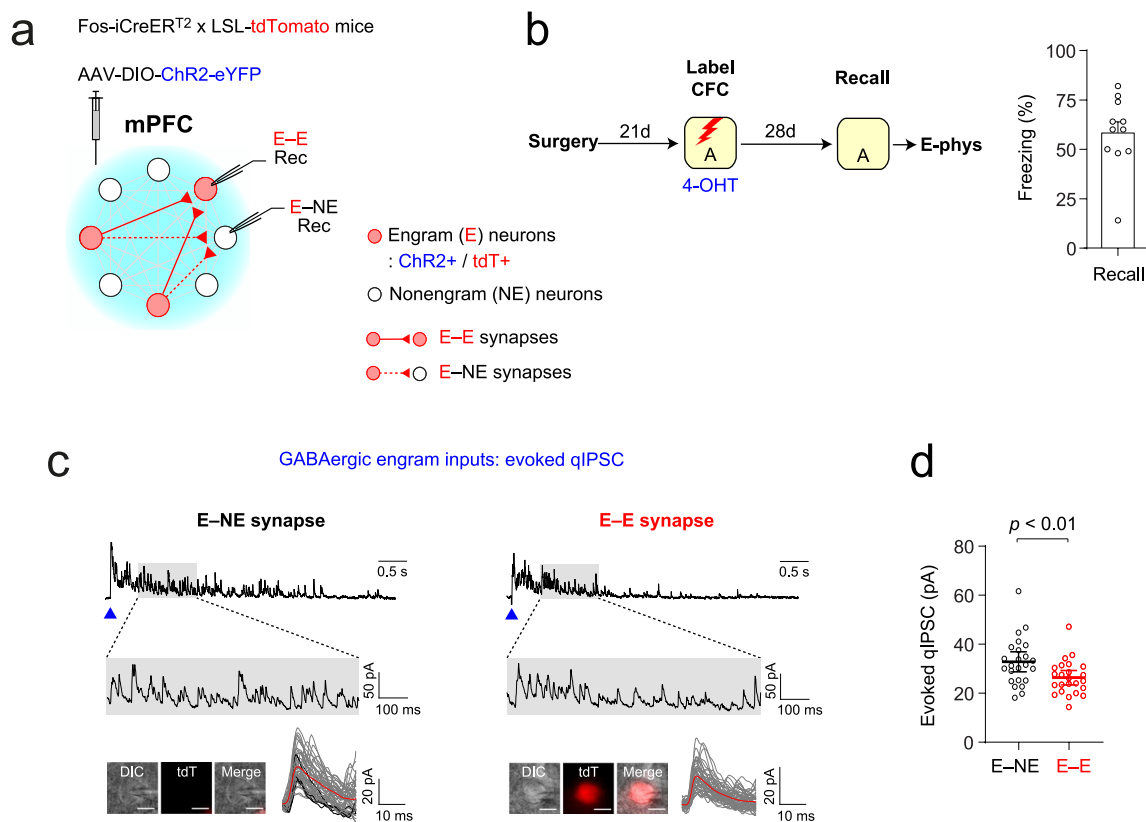 a
Fos-iCreERT2 x LSL-tdTomato mice
AAV-DIO-ChR2-eYFP
mPFC
E–E
Rec
E–NE
Rec
Engram (E) neurons
: ChR2+ / tdT+
Nonengram (NE) neurons
E–E synapses
E–NE synapses
b
Label
CFC
Recall
Surgery
21d
A
28d
A
E-phys
4-OHT
Freezing (%)
100
75
50
25
0
Recall
c
GABAergic engram inputs: evoked qIPSC
E–NE synapse
0.5 s
50 pA
100 ms
DIC
tdT
Merge
20 pA
10 ms
E–E synapse
0.5 s
50 pA
100 ms
DIC
tdT
Merge
20 pA
10 ms
d
p < 0.01
Evoked qIPSC (pA)
80
60
40
20
0
E–NE
E–E